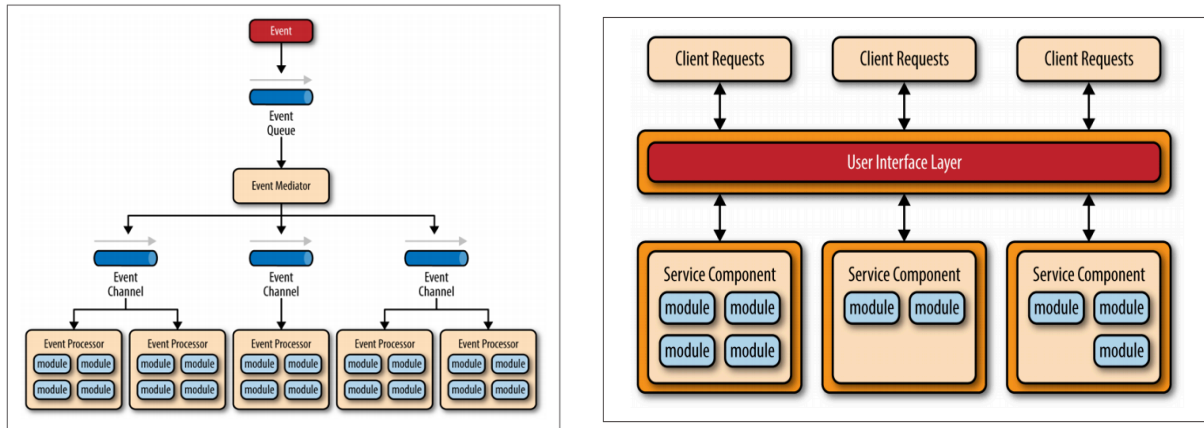 Event
Event
Queue
Event Mediator
Event
Channel
Event
Channel
Event
Channel
Event Processor
module module
module module
Event Processor
module module
module module
Event Processor
module module
module module
Event Processor
module module
module module
Event Processor
module module
module module
Client Requests
Client Requests
Client Requests
User Interface Layer
Service Component
module module
module module
Service Component
module module
Service Component
module module
module